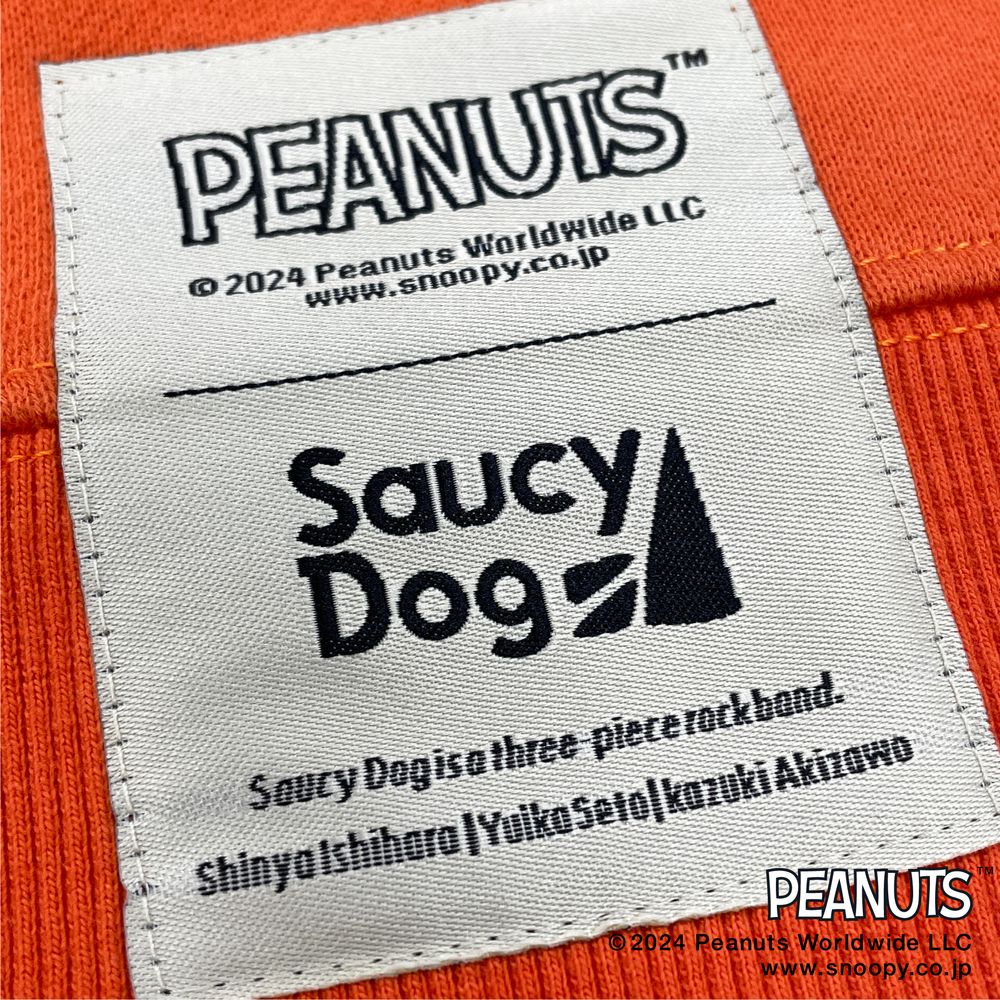 PEANUTS™
© 2024 Peanuts Worldwide LLC
www.snoopy.co.jp
Saucy
Dog
Saucy Dog is a three-piece rock band.
Shinya Ishihara | Yuika Seto | kazuki Akizawa
PEANUTS™
© 2024 Peanuts Worldwide LLC
www.snoopy.co.jp